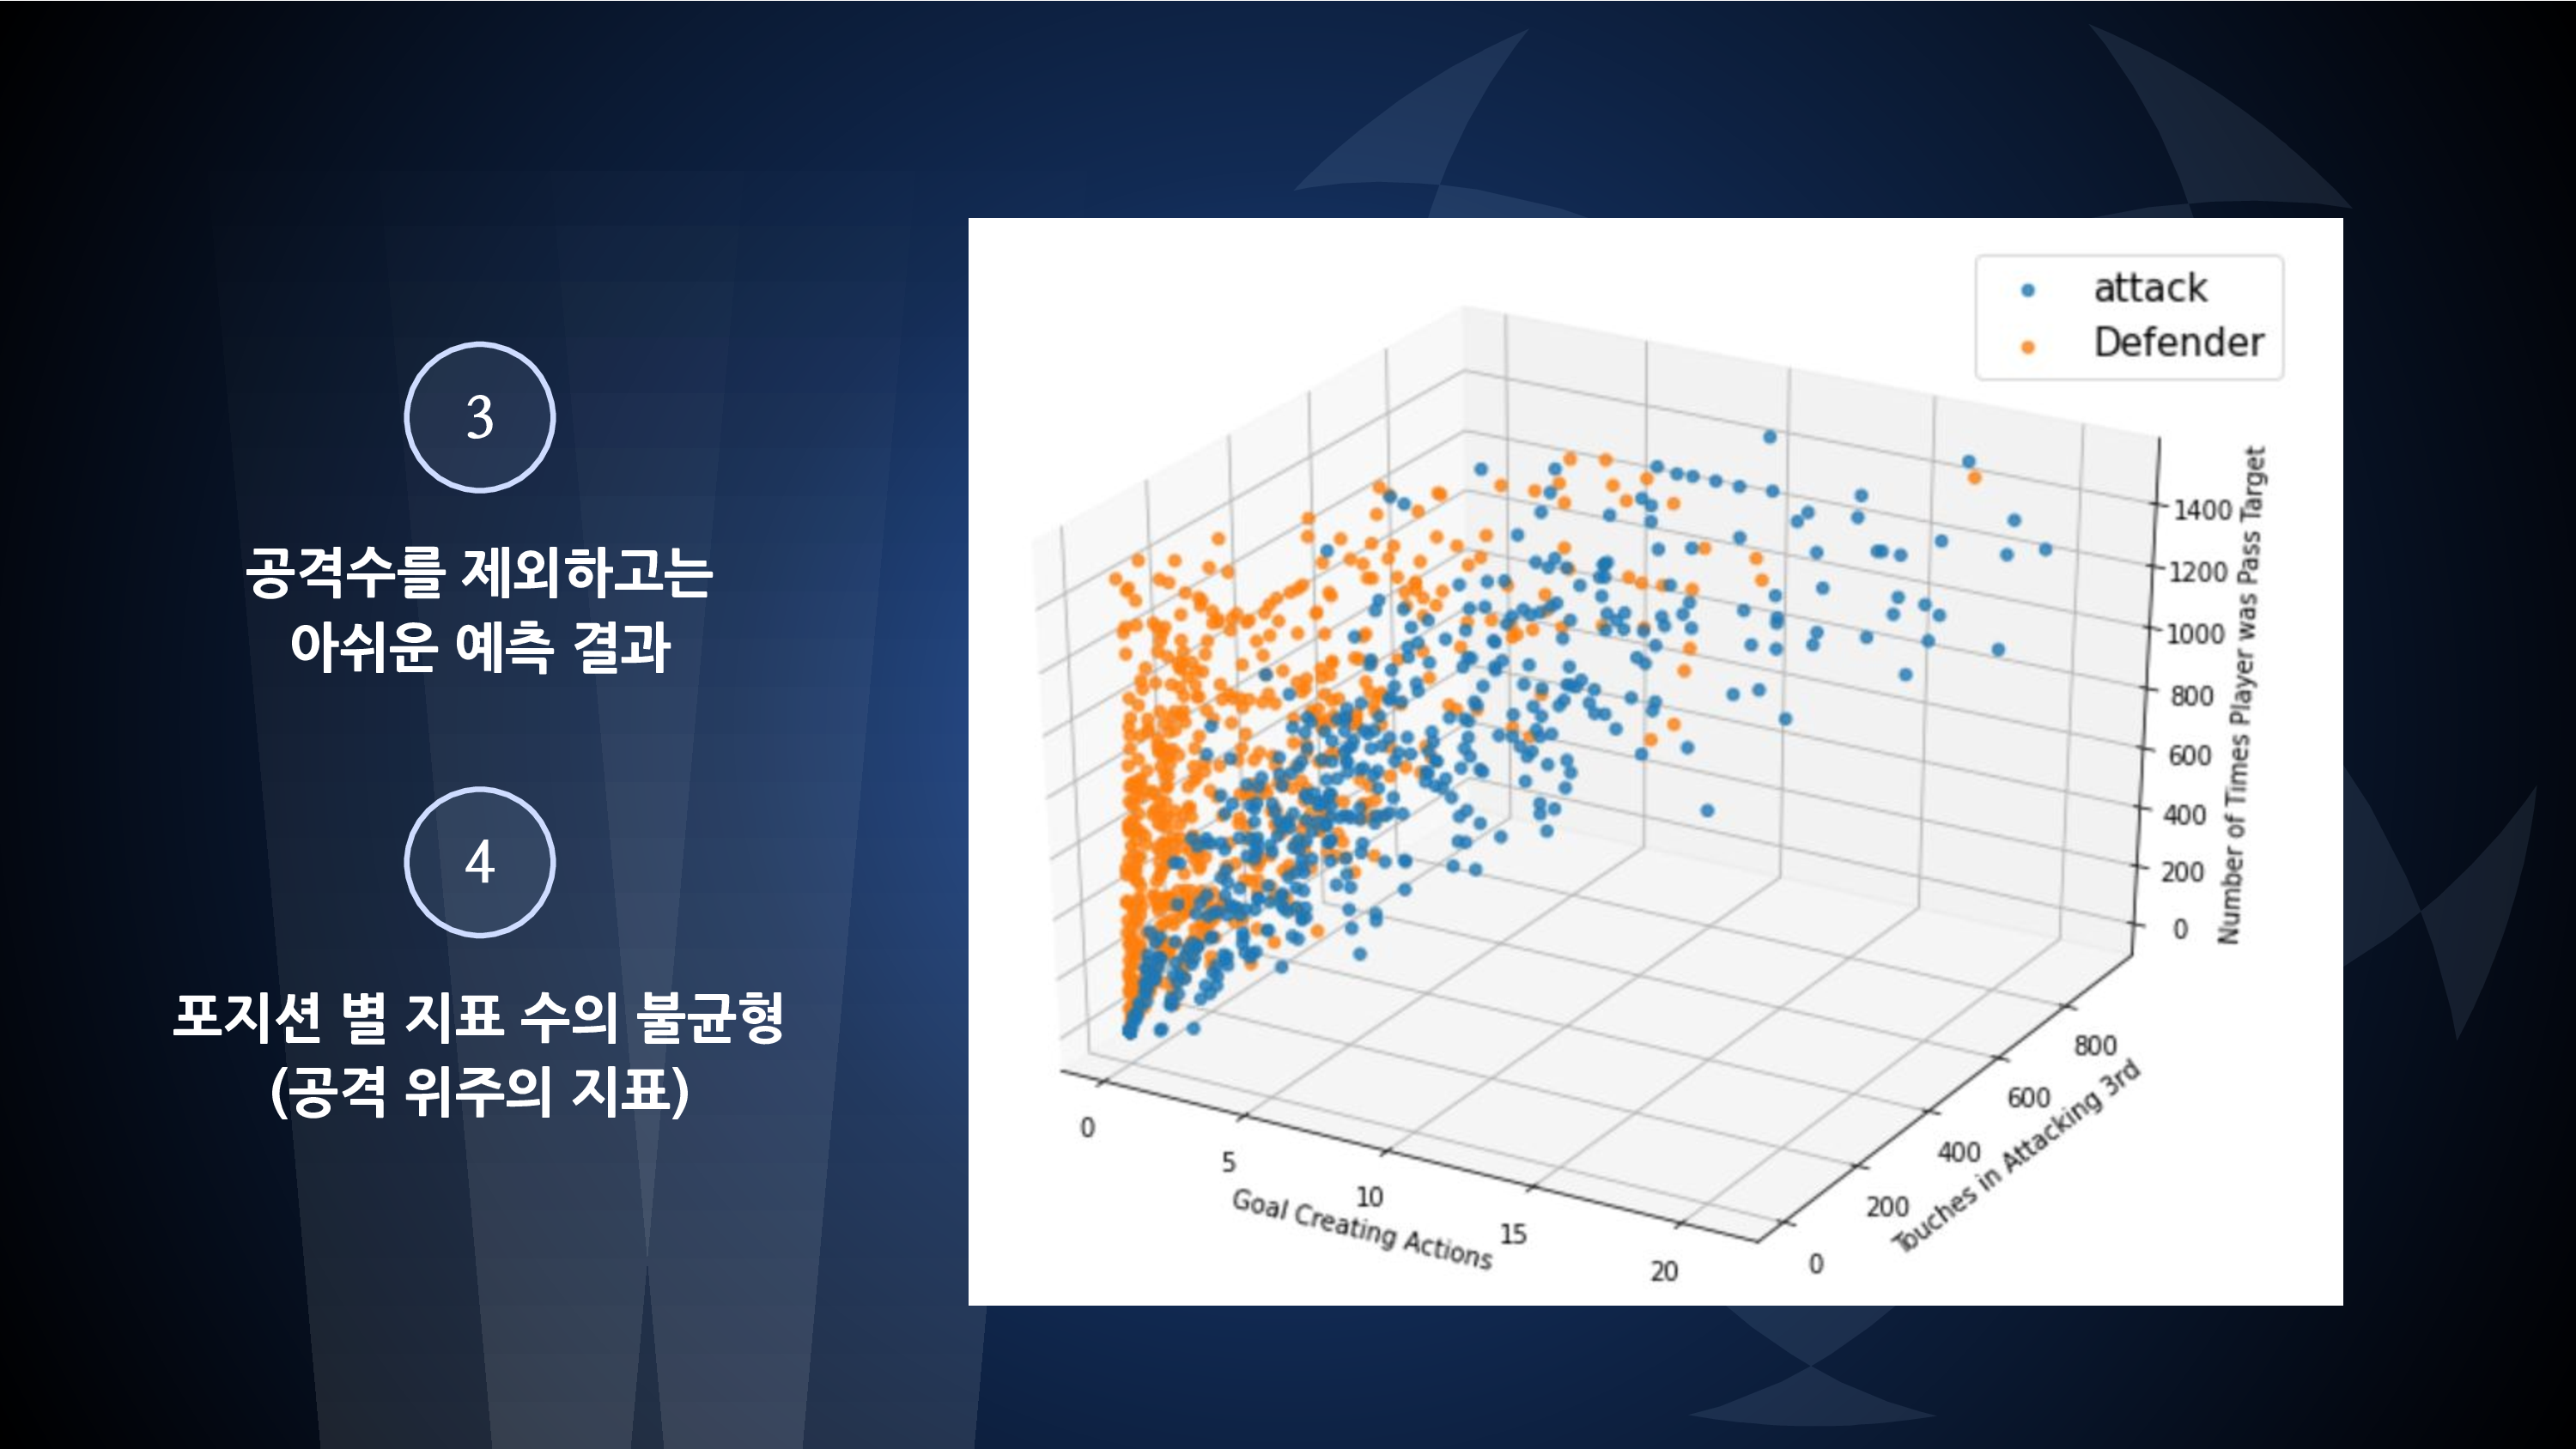 3
공격수를 제외하고는
아쉬운 예측 결과
4
포지션 별 지표 수의 불균형
(공격 위주의 지표)
attack
Defender
1400
1200
1000
800
600
400
200
0
Number of Times Player was Pass Target
800
600
400
200
0
Touches in Attacking 3rd
0
5
10
15
20
Goal Creating Actions